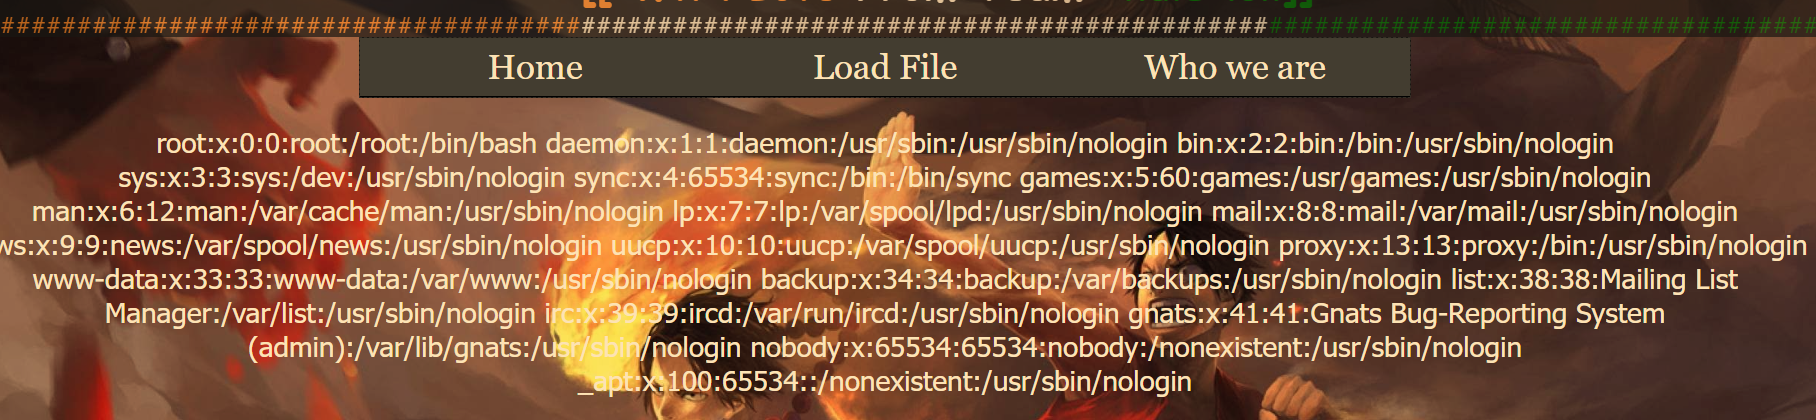 ######################################################################################################################
Home Load File Who we are
root:x:0:0:root:/root:/bin/bash daemon:x:1:1:daemon:/usr/sbin:/usr/sbin/nologin bin:x:2:2:bin:/bin:/usr/sbin/nologin
sys:x:3:3:sys:/dev:/usr/sbin/nologin sync:x:4:65534:sync:/bin:/bin/sync games:x:5:60:games:/usr/games:/usr/sbin/nologin
man:x:6:12:man:/var/cache/man:/usr/sbin/nologin lp:x:7:7:lp:/var/spool/lpd:/usr/sbin/nologin mail:x:8:8:mail:/var/mail:/usr/sbin/nologin
ws:x:9:9:news:/var/spool/news:/usr/sbin/nologin uucp:x:10:10:uucp:/var/spool/uucp:/usr/sbin/nologin proxy:x:13:13:proxy:/bin:/usr/sbin/nologin
www-data:x:33:33:www-data:/var/www:/usr/sbin/nologin backup:x:34:34:backup:/var/backups:/usr/sbin/nologin list:x:38:38:Mailing List
Manager:/var/list:/usr/sbin/nologin irc:x:39:39:ircd:/var/run/ircd:/usr/sbin/nologin gnats:x:41:41:Gnats Bug-Reporting System
(admin):/var/lib/gnats:/usr/sbin/nologin nobody:x:65534:65534:nobody:/nonexistent:/usr/sbin/nologin
_apt:x:100:65534::/nonexistent:/usr/sbin/nologin